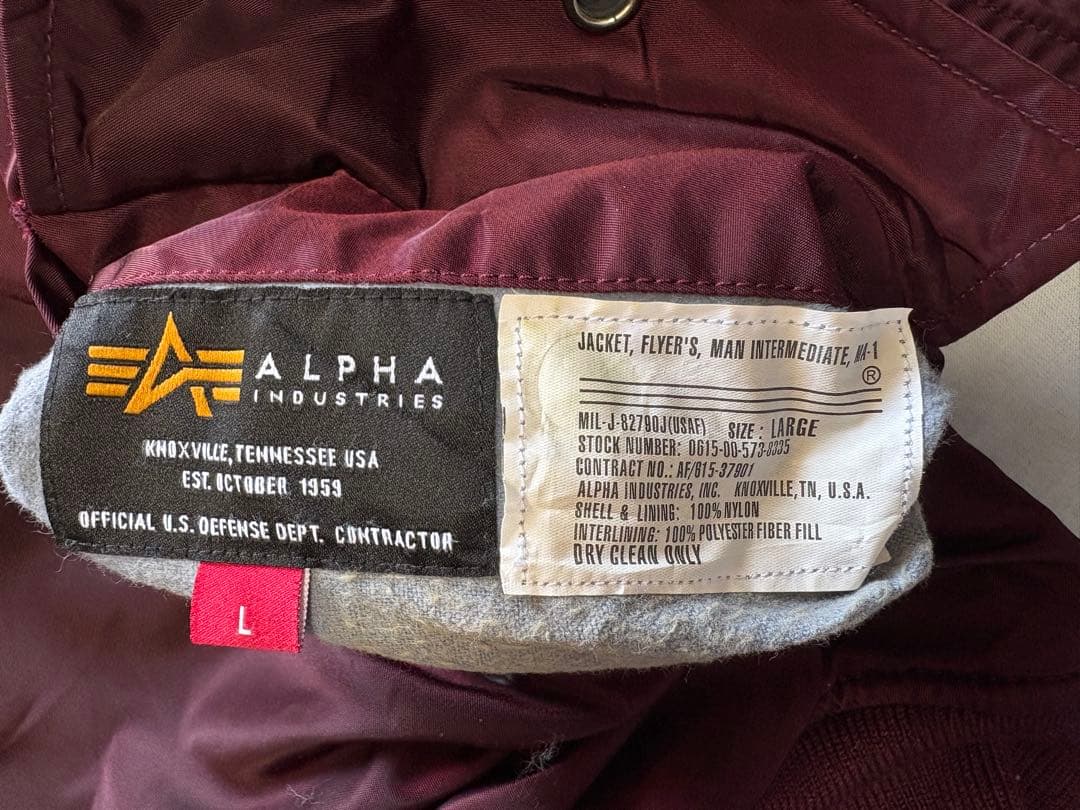 ALPHA
INDUSTRIES
KNOXVILLE, TENNESSEE USA
EST. OCTOBER 1959
OFFICIAL U.S. DEFENSE DEPT. CONTRACTOR
L
JACKET, FLYER'S, MAN INTERMEDIATE, MA-1
®
MIL-J-82790J(USAF) SIZE: LARGE
STOCK NUMBER: 0615-00-573-8335
CONTRACT NO.: AF/815-37901
ALPHA INDUSTRIES, INC. KNOXVILLE, TN, U.S.A.
SHELL & LINING: 100% NYLON
INTERLINING: 100% POLYESTER FIBER FILL
DRY CLEAN ONLY